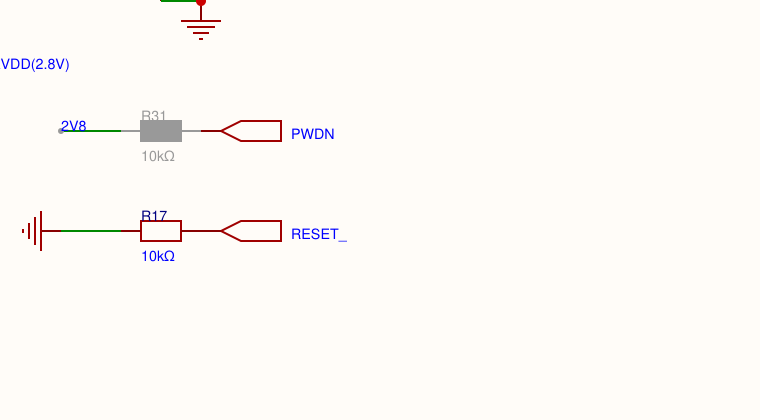 VDD(2.8V)
R31
2V8
PWDN
10kΩ
R17
RESET_
10kΩ